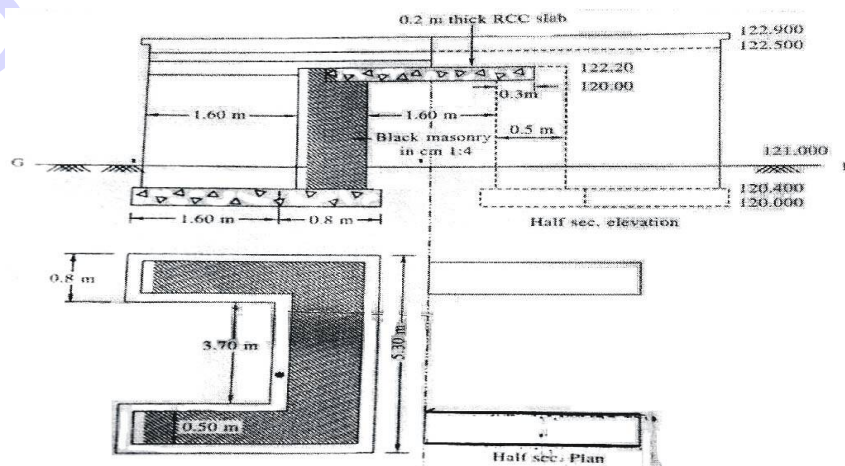 0.2 m thick RCC slab
122.900
122.500
122.20
120.00
0.3m
1.60 m
1.60 m
0.5 m
Black masonry
in cm 1:4
G
121.000
120.400
120.000
1.60 m
0.8 m
Half sec. elevation
0.8 m
3.70 m
5.30 m
0.50 m
Half sec. Plan